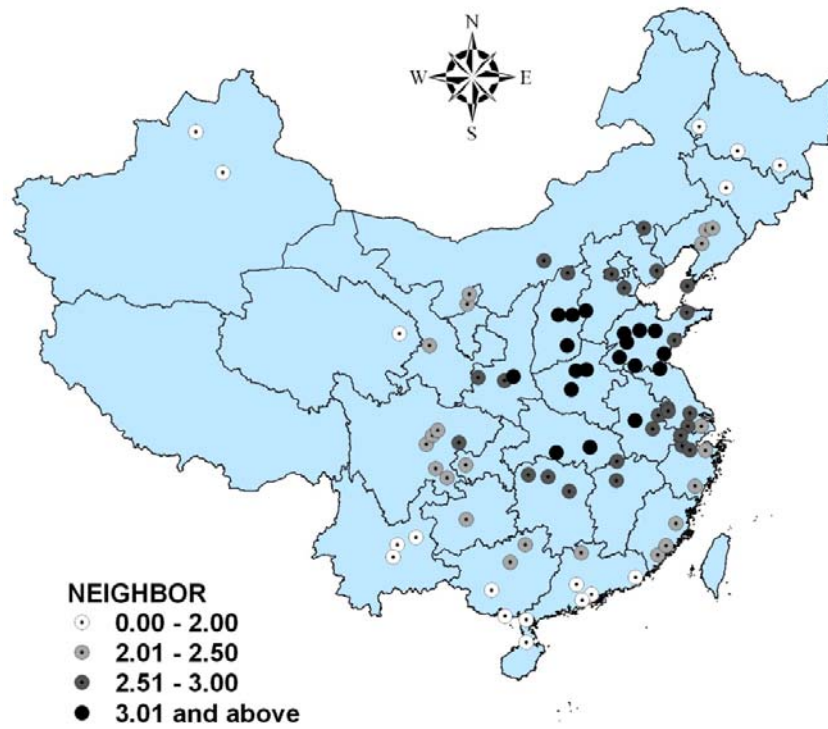 N
W E
S
NEIGHBOR
0.00 - 2.00
2.01 - 2.50
2.51 - 3.00
3.01 and above